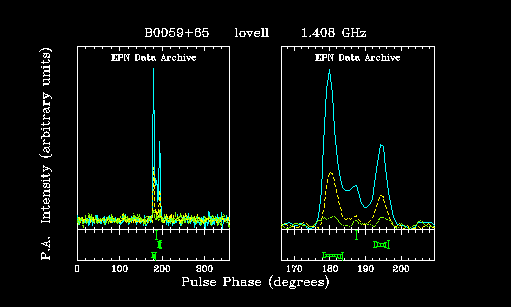 B0059+65 lovell 1.408 GHz
EPN Data Archive EPN Data Archive
P.A. Intensity (arbitrary units)
0 100 200 300 170 180 190 200
Pulse Phase (degrees)